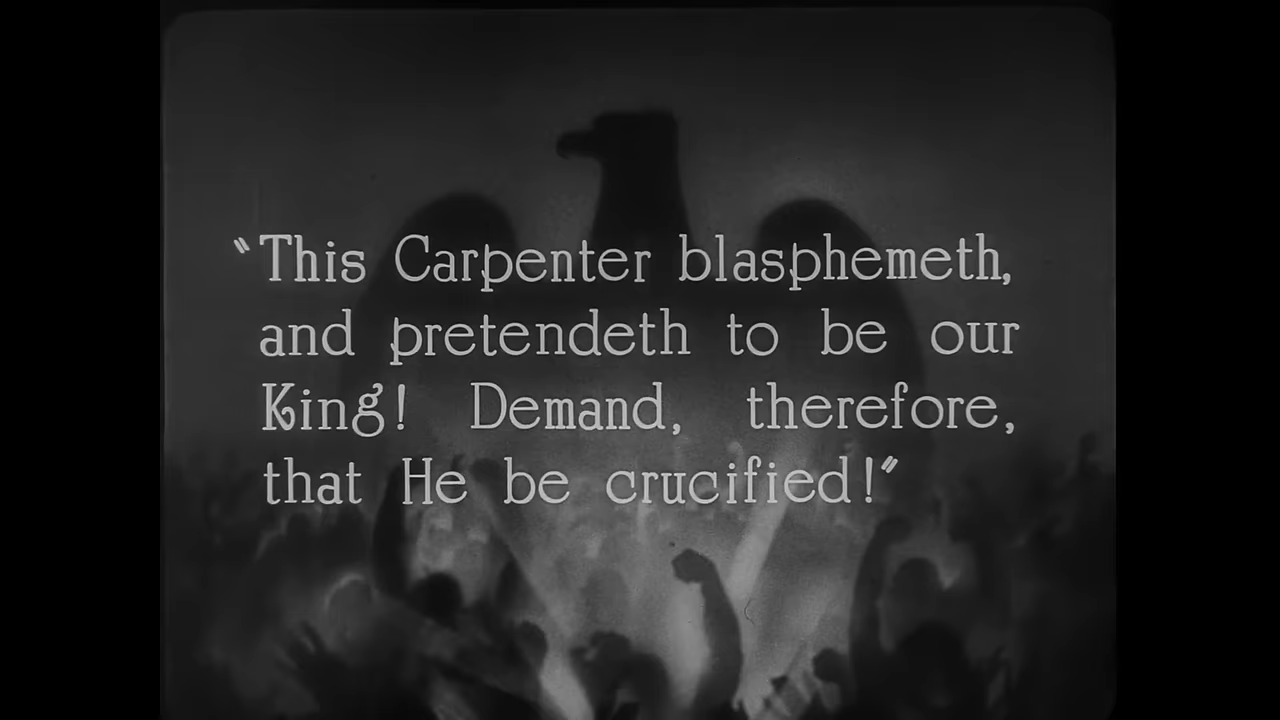 "This Carpenter blasphemeth,
and pretendeth to be our
King! Demand, therefore,
that He be crucified!"